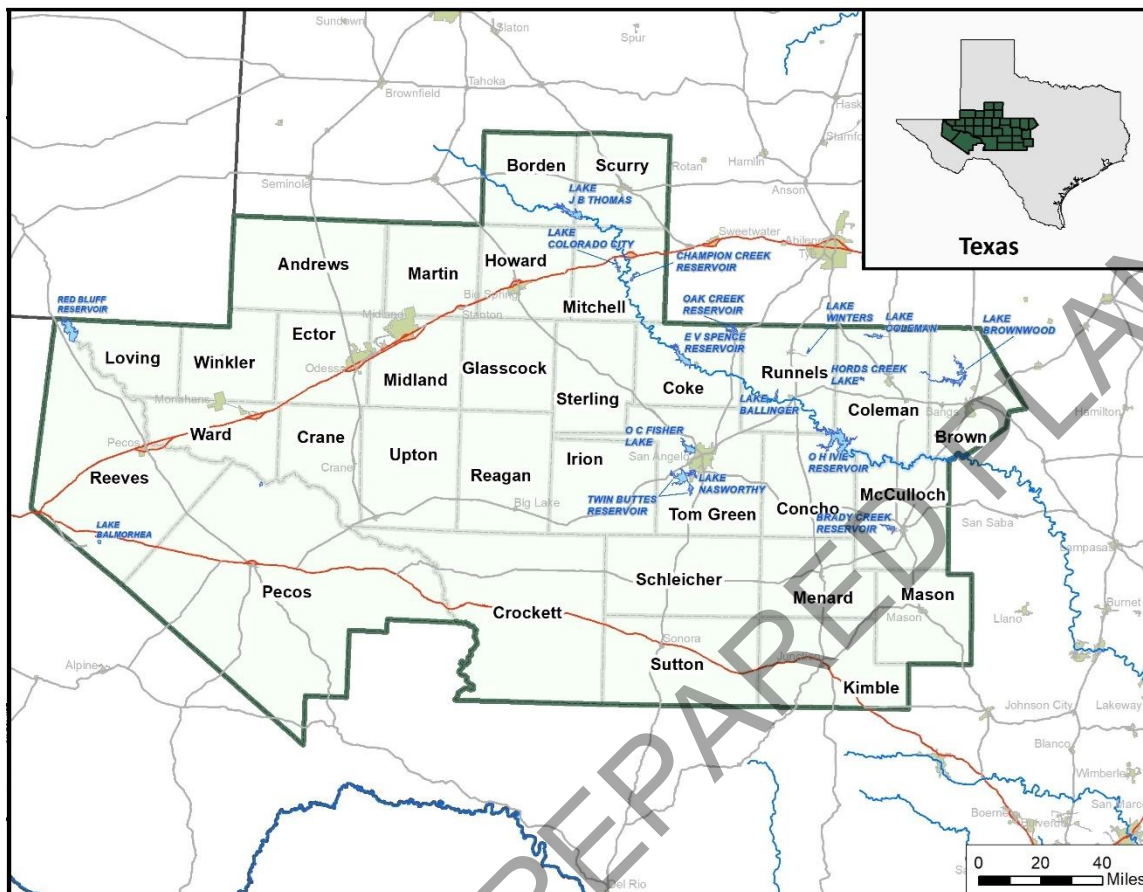 Sundown
Slaton
Spur
Brownfield
Tahoka
Hask
Stamf
Seminole
Rotan
Hamlin
Anson
Borden
Scurry
LAKE
J B THOMAS
LAKE
COLORADO CITY
Sweetwater
Abilene
CHAMPION CREEK
RESERVOIR
Andrews
Martin
Howard
Big Spring
Stanton
Mitchell
OAK CREEK
RESERVOIR
LAKE
WINTERS
LAKE
COLEMAN
LAKE
BROWNWOOD
RED BLUFF
RESERVOIR
Midland
Ector
Odessa
Loving
Winkler
Midland
Glasscock
E V SPENCE
RESERVOIR
Coke
Runnels
HORDS CREEK
LAKE*
Monahans
Sterling
LAKE
BALLINGER
Coleman
Bangs
Hamilton
Pecos
Ward
Crane
Crane
Upton
O C FISHER
LAKE
San Angelo
Brown
Reeves
Reagan
Irion
O H IVIE
RESERVOIR
Big Lake
TWIN BUTTES
RESERVOIR
LAKE
NASWORTHY
Tom Green
Concho
McCulloch
BRADY CREEK
RESERVOIR
San Saba
Lampasas
LAKE
BALMORHEA
Pecos
Schleicher
Menard
Mason
Mason
Llano
Burnet
Crockett
Sonora
Sutton
Junction
Kimble
Alpine
Johnson City
Lakeway
Blanco
Wimberle
San Marc
Boerne
Del Rio
Texas
0 20 40
Miles
PREPARED PLAN